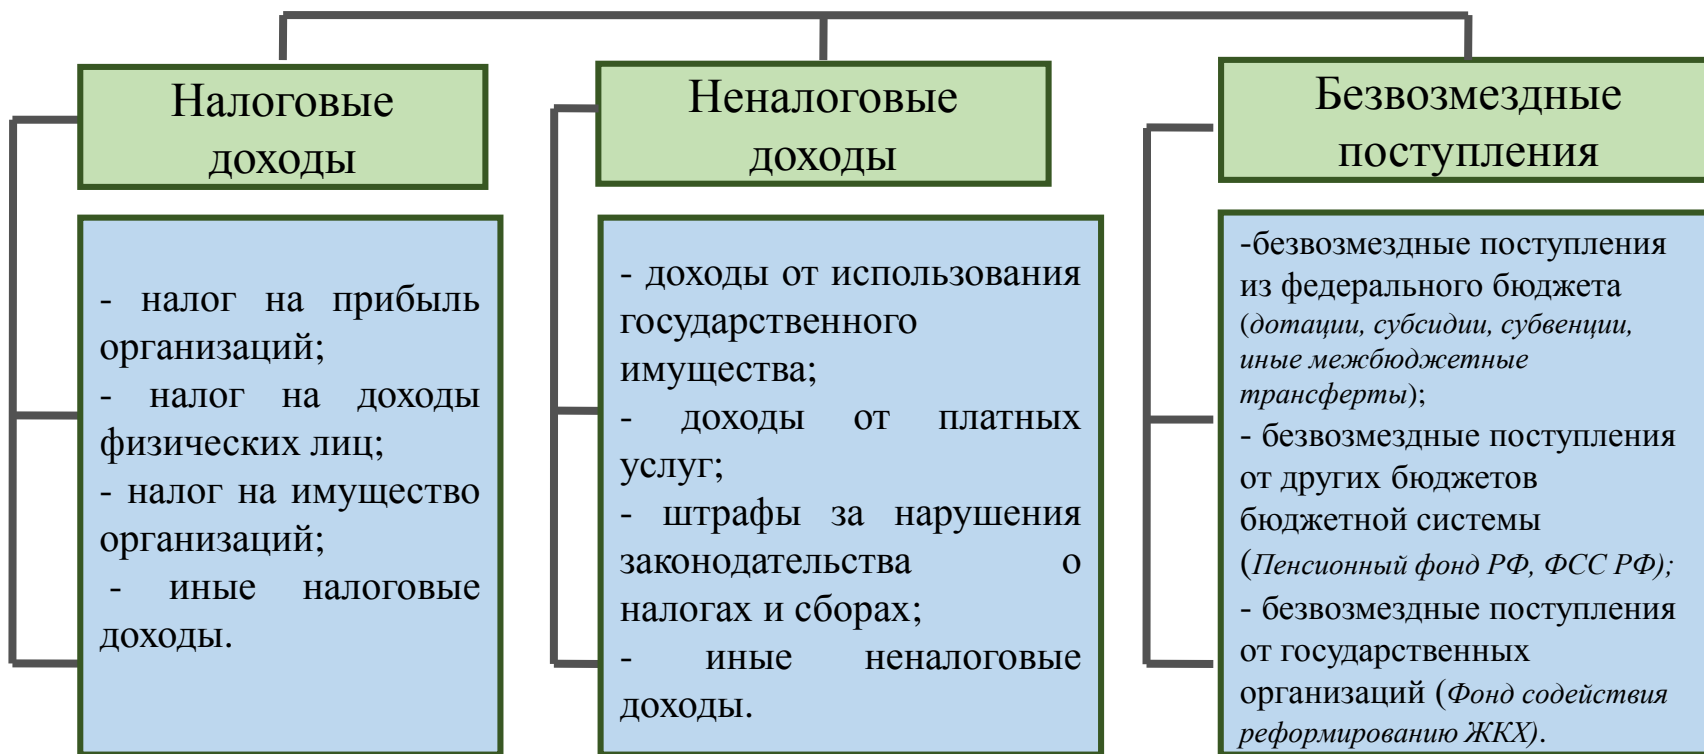 Налоговые
доходы
- налог на прибыль
организаций;
- налог на доходы
физических лиц;
- налог на имущество
организаций;
- иные налоговые
доходы.
Неналоговые
доходы
- доходы от использования
государственного
имущества;
- доходы от платных
услуг;
- штрафы за нарушения
законодательства о
налогах и сборах;
- иные неналоговые
доходы.
Безвозмездные
поступления
-безвозмездные поступления
из федерального бюджета
(дотации, субсидии, субвенции,
иные межбюджетные
трансферты);
- безвозмездные поступления
от других бюджетов
бюджетной системы
(Пенсионный фонд РФ, ФСС РФ);
- безвозмездные поступления
от государственных
организаций (Фонд содействия
реформированию ЖКХ).